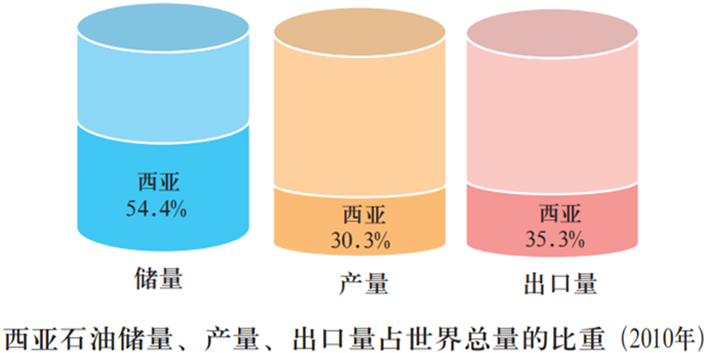 西亚
54.4%
西亚
30.3%
西亚
35.3%
储量
产量
出口量
西亚石油储量、产量、出口量占世界总量的比重(2010年)